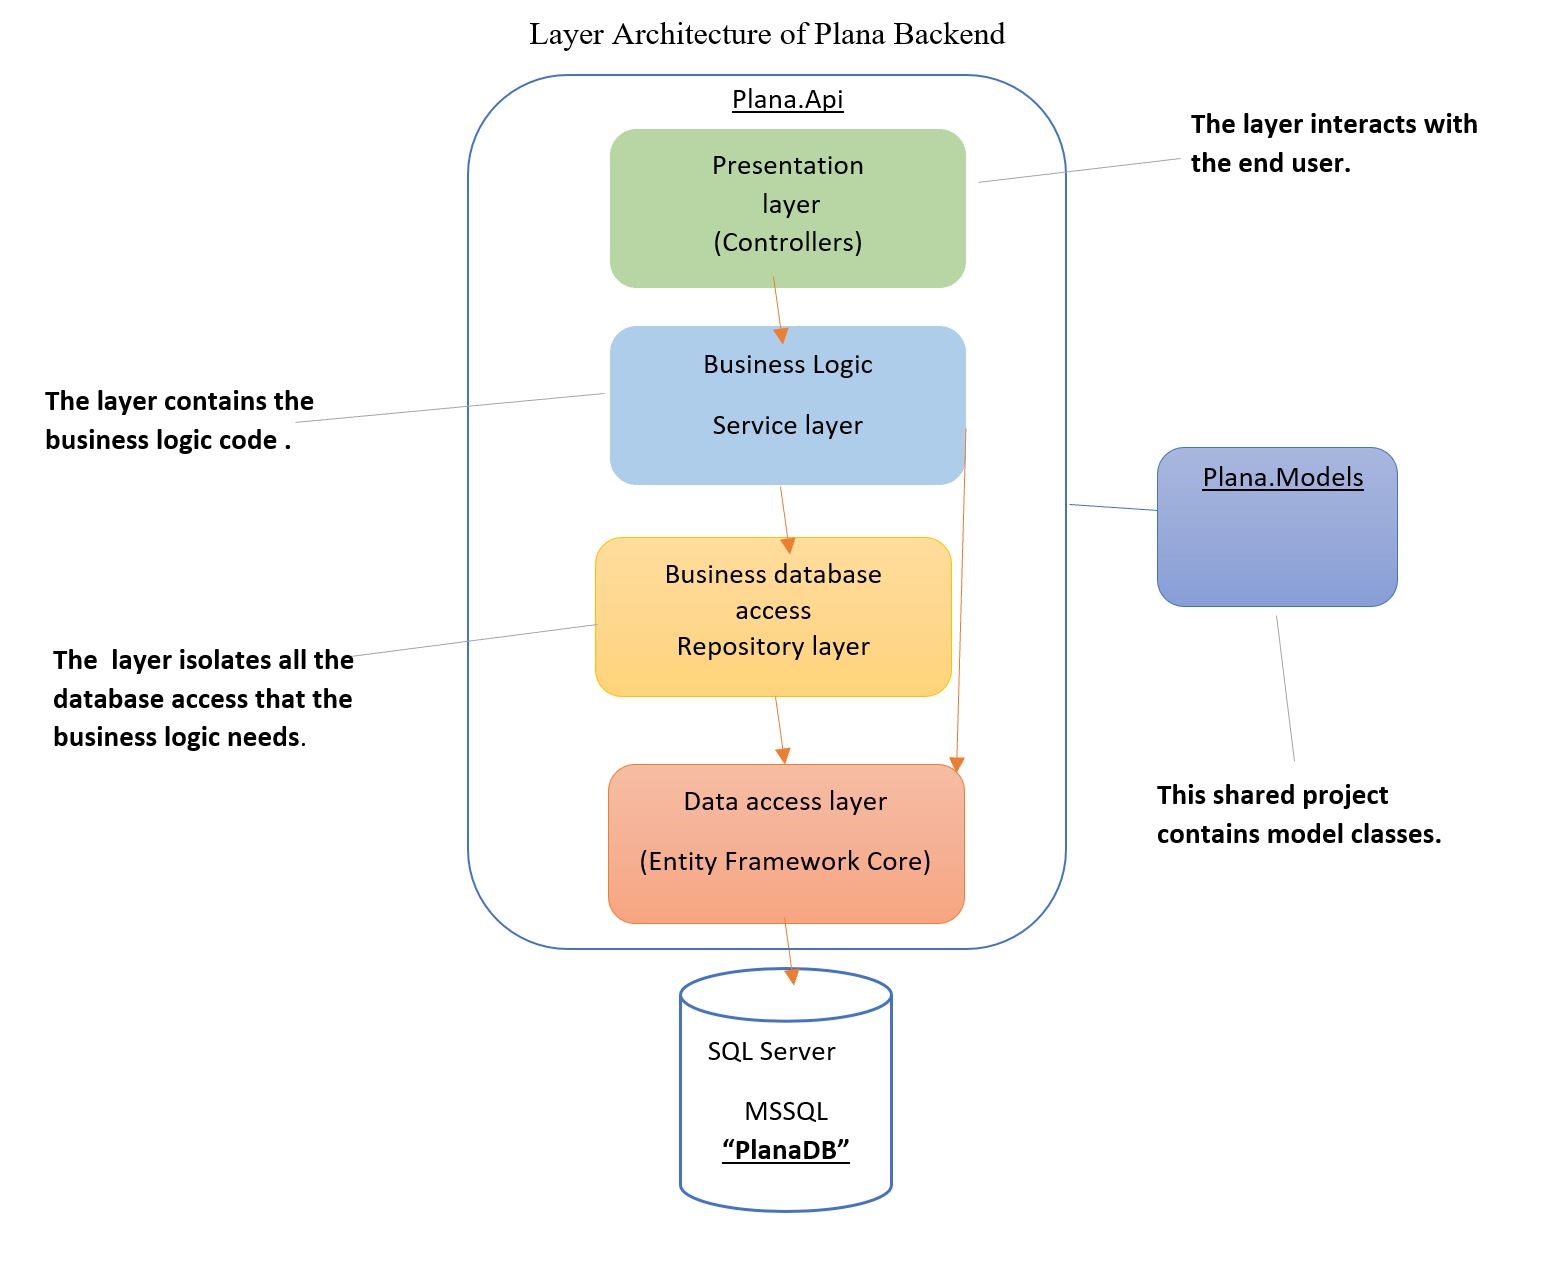 Layer Architecture of Plana Backend
Plana.Api
Presentation
layer
(Controllers)
The layer interacts with
the end user.
Business Logic
Service layer
The layer contains the
business logic code .
Plana.Models
Business database
access
Repository layer
The  layer isolates all the
database access that the
business logic needs.
Data access layer
(Entity Framework Core)
This shared project
contains model classes.
SQL Server
MSSQL
“PlanaDB”